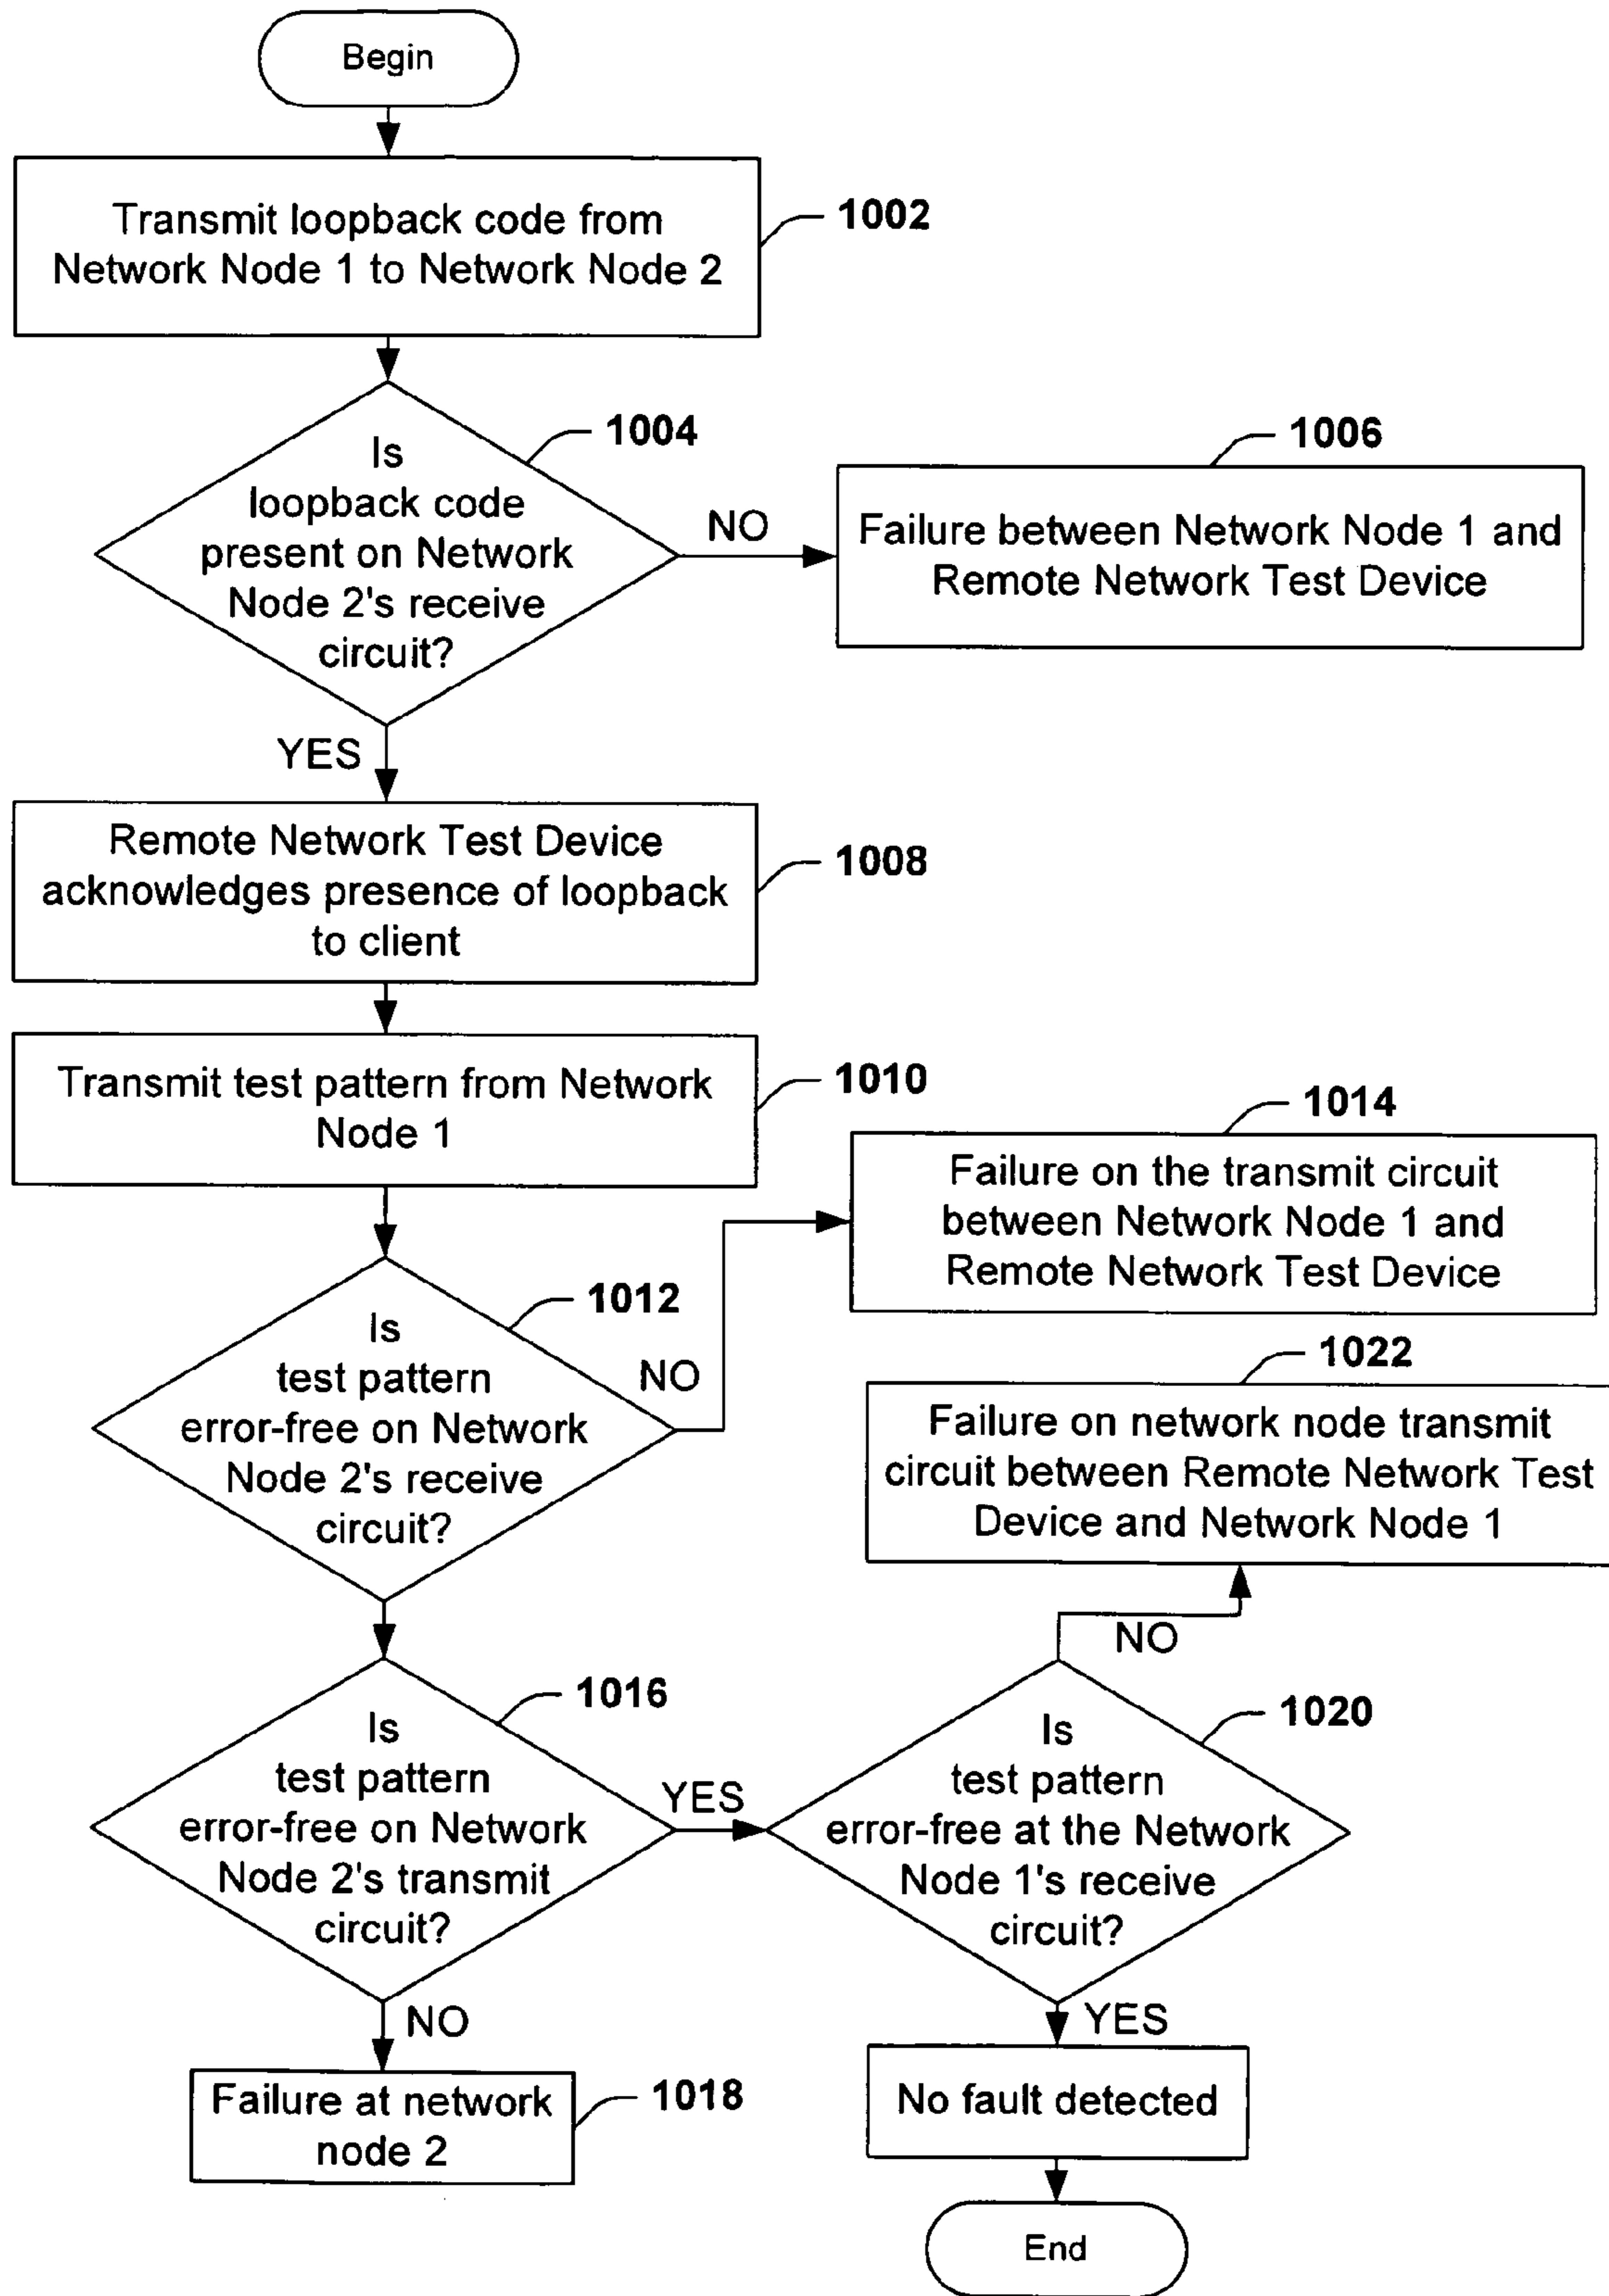 Begin
Transmit loopback code from
Network Node 1 to Network Node 2
1002
Is
loopback code
present on Network
Node 2's receive
circuit?
1004
NO
1006
Failure between Network Node 1 and
Remote Network Test Device
YES
Remote Network Test Device
acknowledges presence of loopback
to client
1008
Transmit test pattern from Network
Node 1
1010
Is
test pattern
error-free on Network
Node 2's receive
circuit?
1012
NO
1014
Failure on the transmit circuit
between Network Node 1 and
Remote Network Test Device
1022
Failure on network node transmit
circuit between Remote Network Test
Device and Network Node 1
NO
Is
test pattern
error-free on Network
Node 2's transmit
circuit?
1016
YES
Is
test pattern
error-free at the Network
Node 1's receive
circuit?
1020
NO
Failure at network
node 2
1018
YES
No fault detected
End